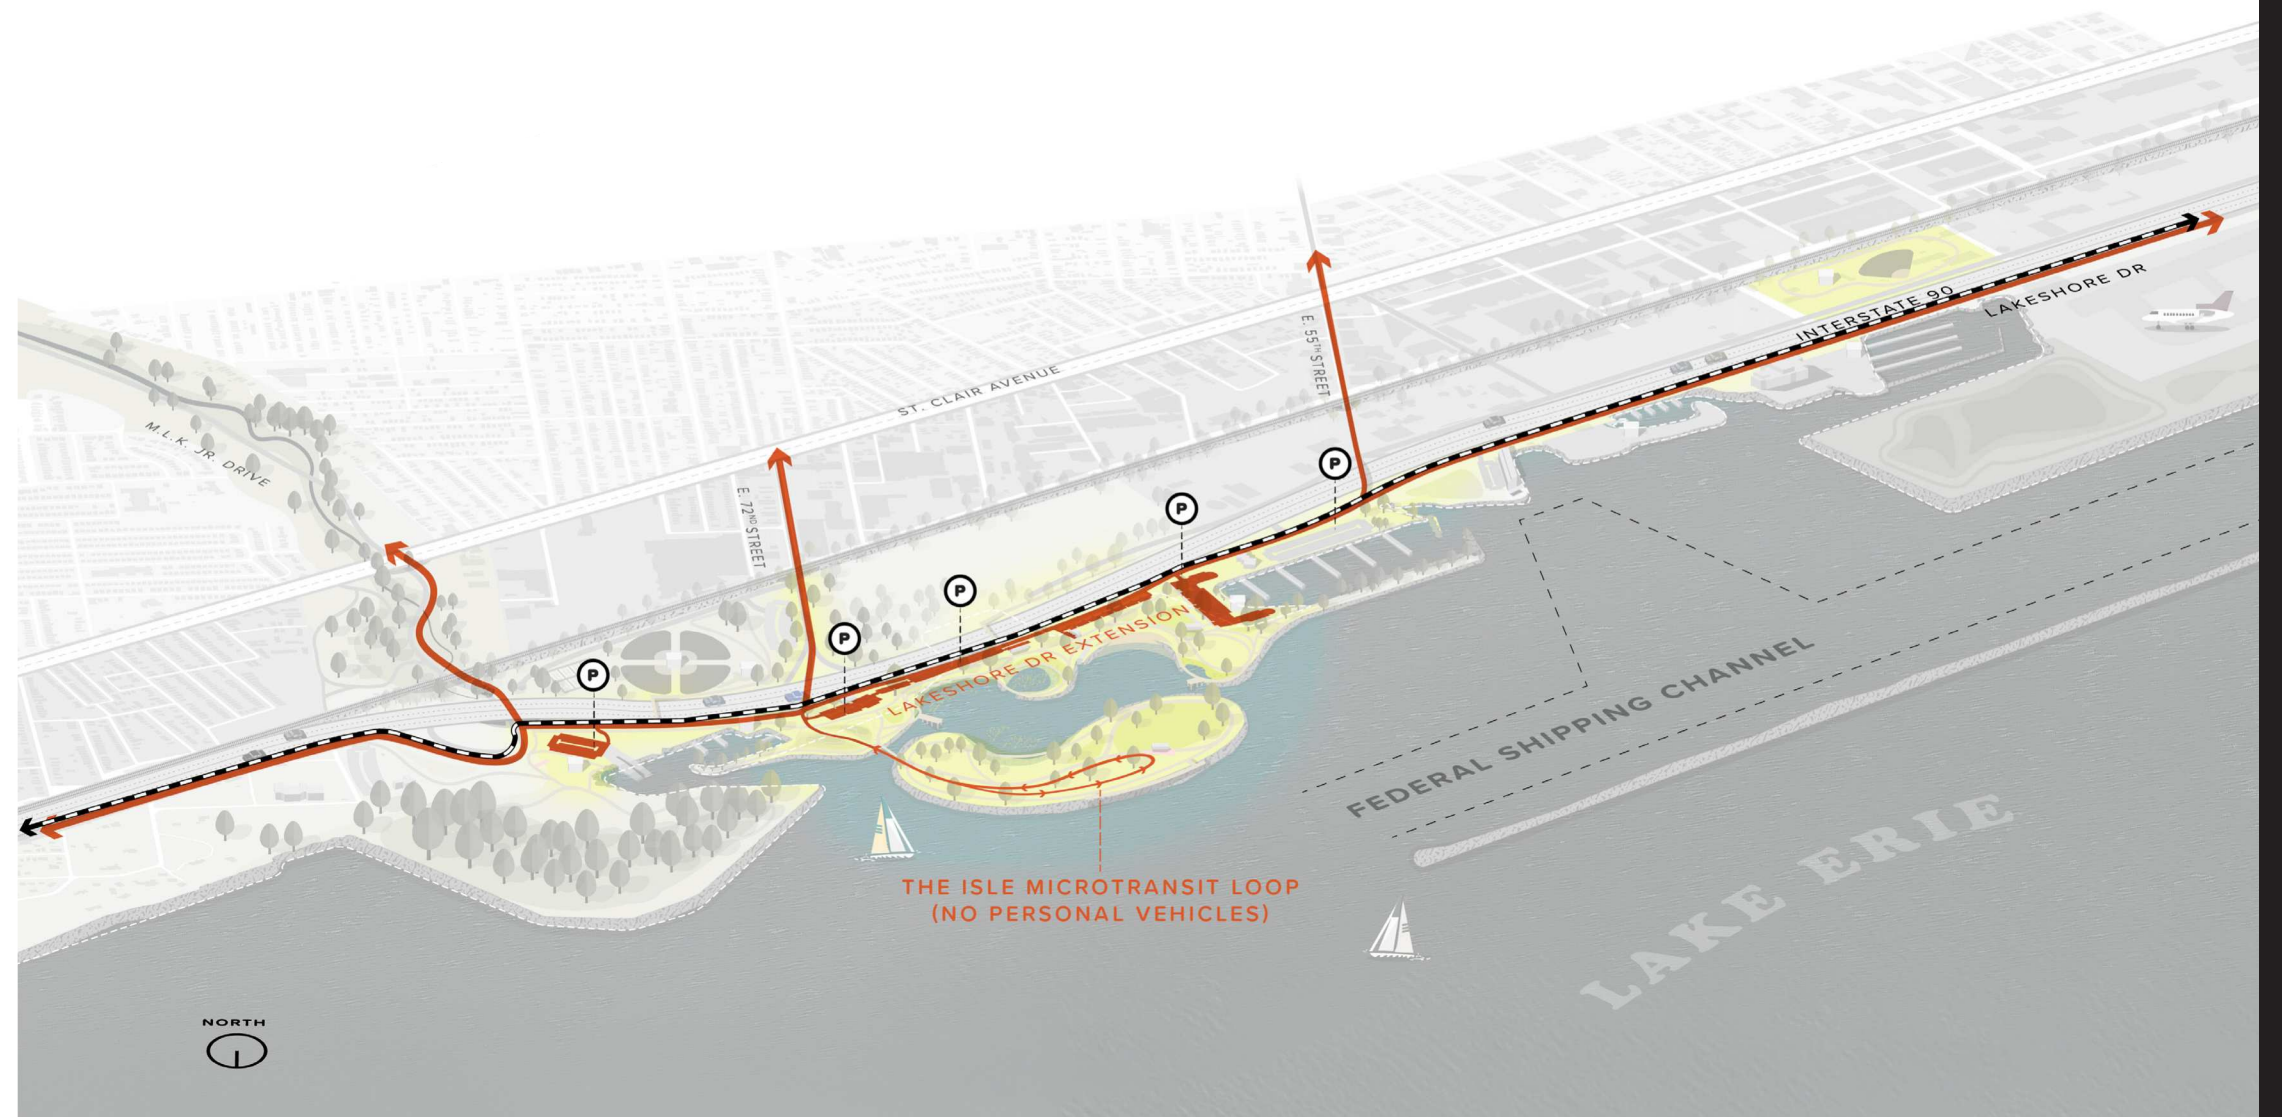 INTERSTATE 90
LAKESHORE DR
E. 55TH STREET
ST. CLAIR AVENUE
M.L.K. JR. DRIVE
E. 72ND STREET
P
P
P
P
P
LAKESHORE DR EXTENSION
FEDERAL SHIPPING CHANNEL
LAKE ERIE
THE ISLE MICROTRANSIT LOOP
(NO PERSONAL VEHICLES)
NORTH